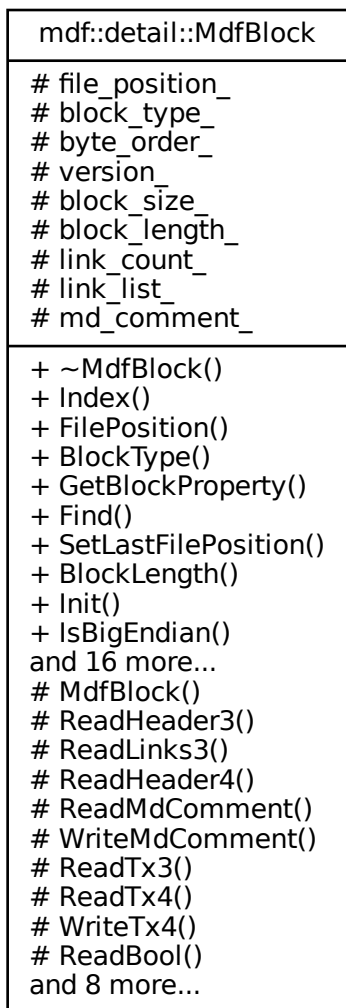 mdf::detail::MdfBlock
# file_position_
# block_type_
# byte_order_
# version_
# block_size_
# block_length_
# link_count_
# link_list_
# md_comment_
+ ~MdfBlock()
+ Index()
+ FilePosition()
+ BlockType()
+ GetBlockProperty()
+ Find()
+ SetLastFilePosition()
+ BlockLength()
+ Init()
+ IsBigEndian()
and 16 more...
# MdfBlock()
# ReadHeader3()
# ReadLinks3()
# ReadHeader4()
# ReadMdComment()
# WriteMdComment()
# ReadTx3()
# ReadTx4()
# WriteTx4()
# ReadBool()
and 8 more...